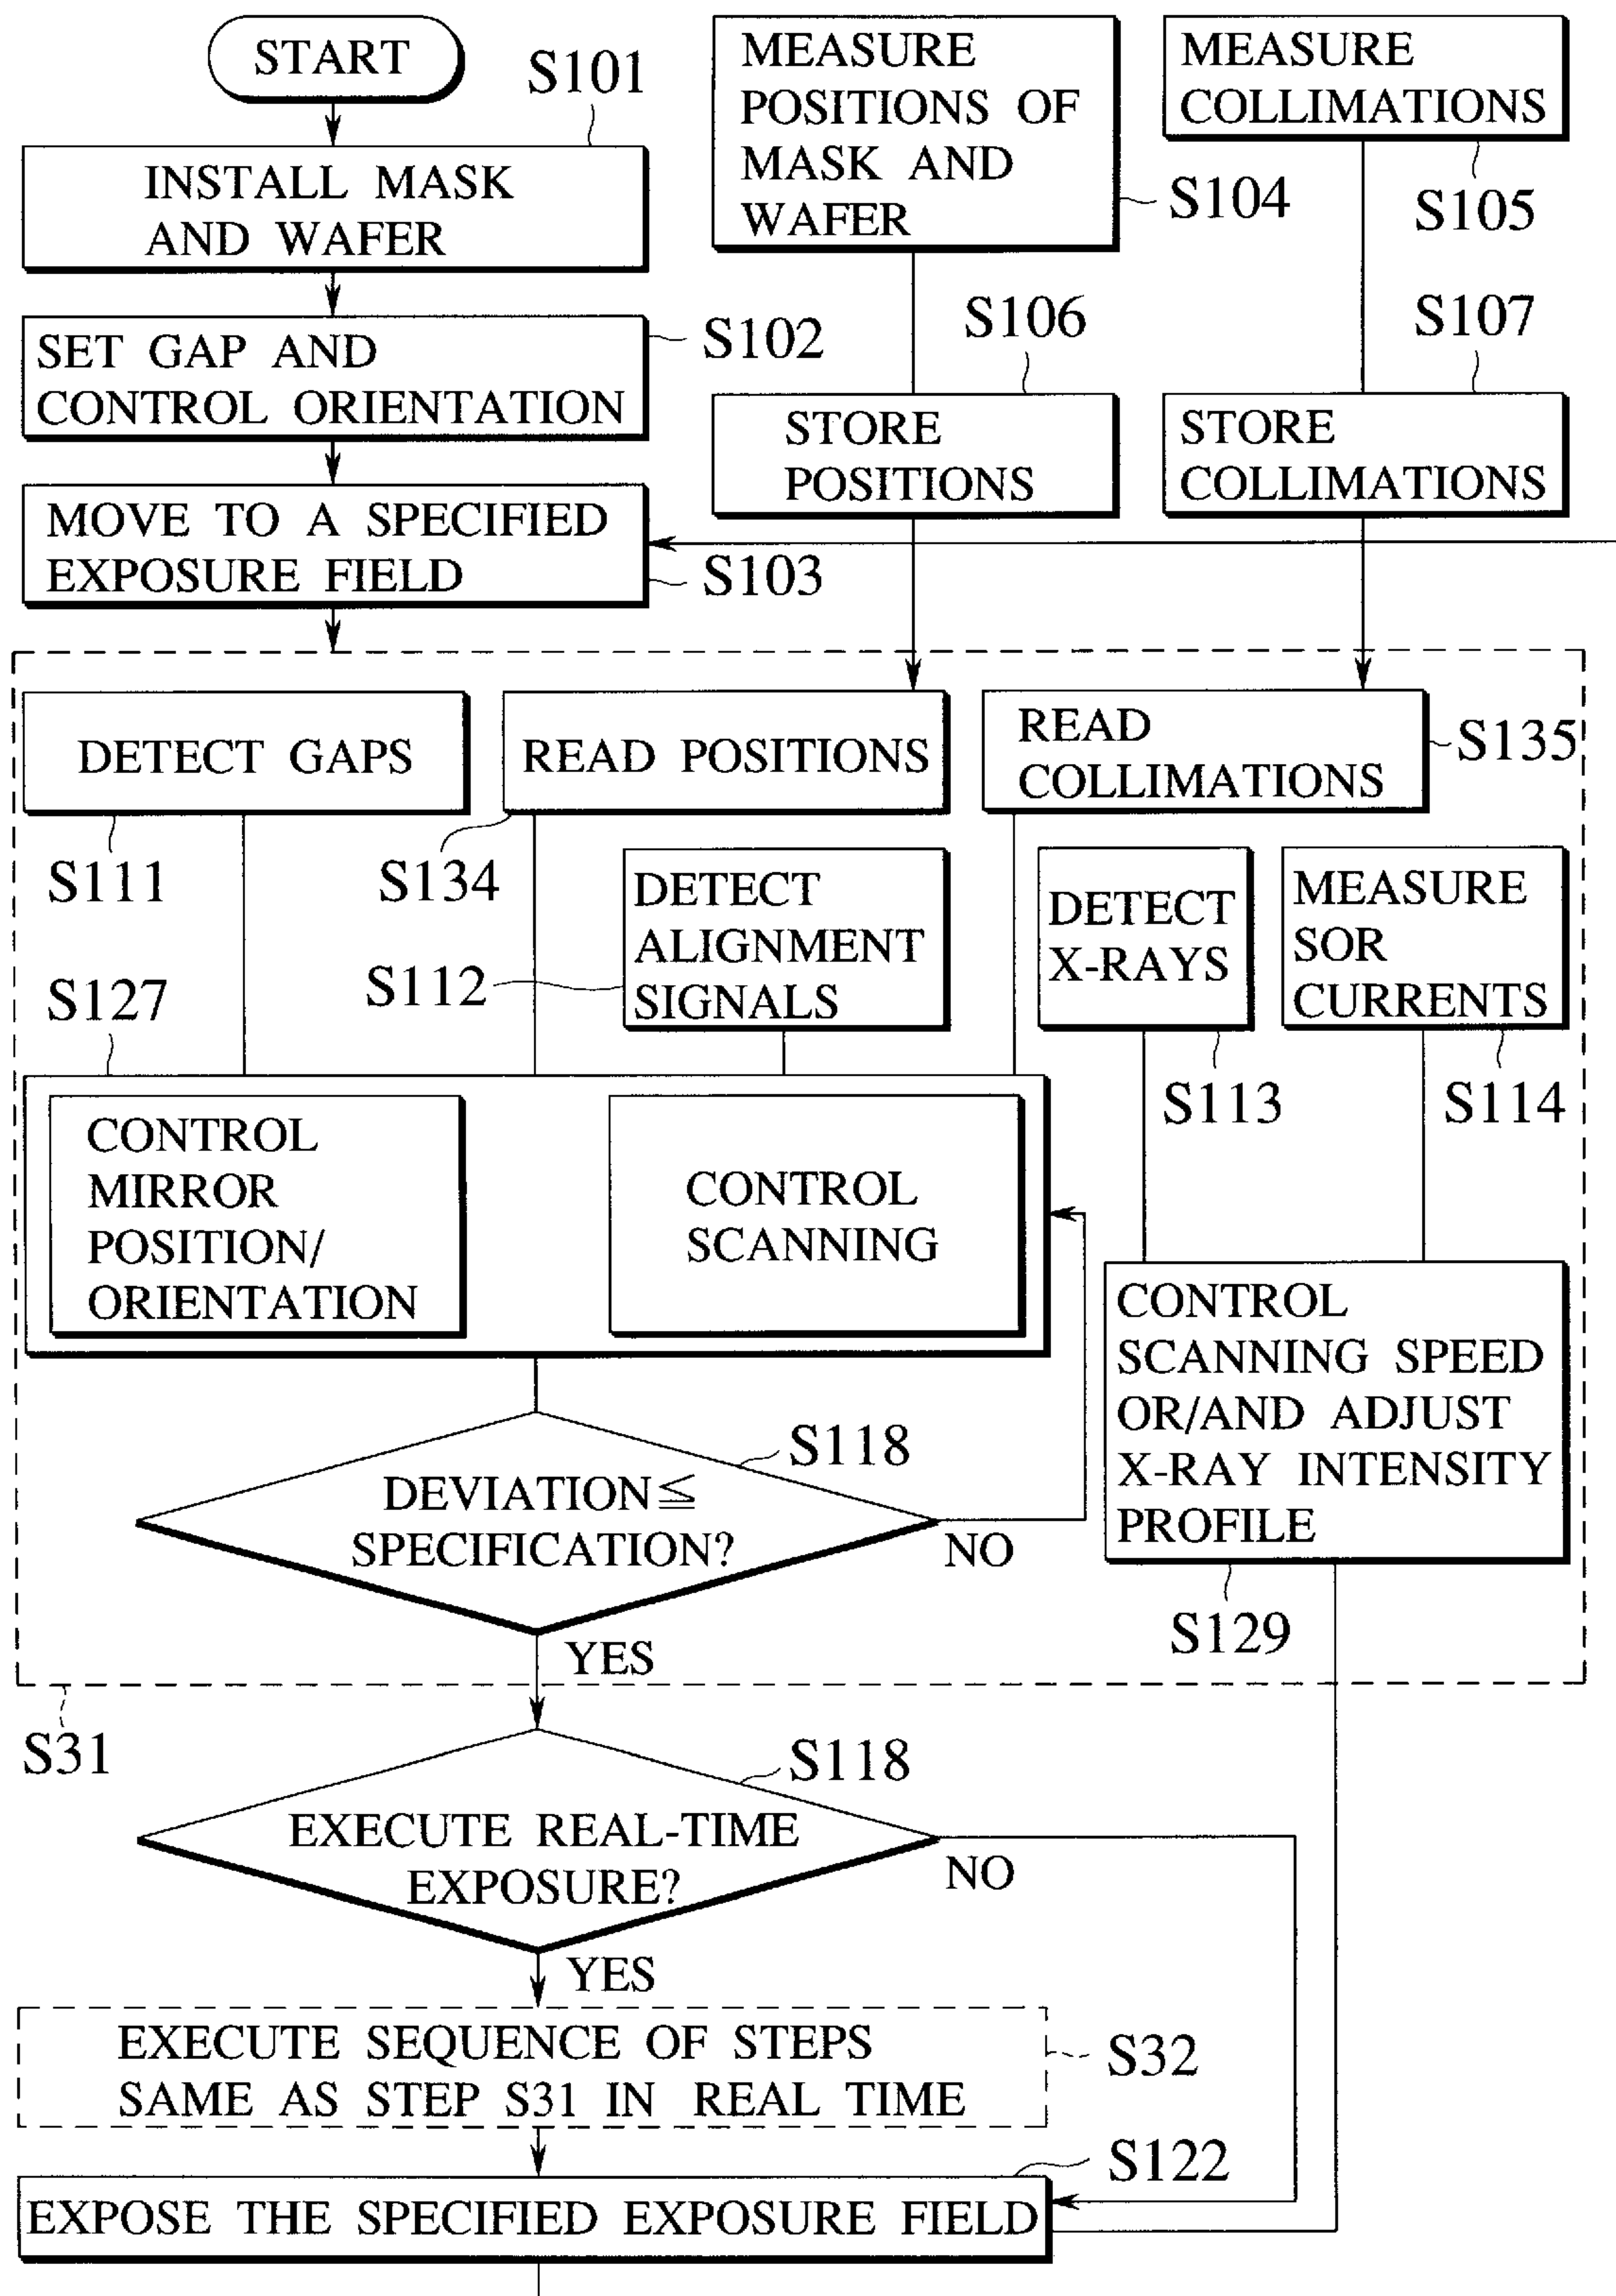 START
S101
INSTALL MASK
AND WAFER
S102
SET GAP AND
CONTROL ORIENTATION
MOVE TO A SPECIFIED
EXPOSURE FIELD
S103
MEASURE
POSITIONS OF
MASK AND
WAFER
S104
MEASURE
COLLIMATIONS
S105
S106
STORE
POSITIONS
S107
STORE
COLLIMATIONS
DETECT GAPS
S111
READ POSITIONS
S134
READ
COLLIMATIONS
S135
DETECT
ALIGNMENT
SIGNALS
S112
DETECT
X-RAYS
S113
MEASURE
SOR
CURRENTS
S114
S127
CONTROL
MIRROR
POSITION/
ORIENTATION
CONTROL
SCANNING
CONTROL
SCANNING SPEED
OR/AND ADJUST
X-RAY INTENSITY
PROFILE
S129
S118
DEVIATION≦
SPECIFICATION?
NO
YES
S31
S118
EXECUTE REAL-TIME
EXPOSURE?
NO
YES
EXECUTE SEQUENCE OF STEPS
SAME AS STEP S31 IN REAL TIME
S32
S122
EXPOSE THE SPECIFIED EXPOSURE FIELD